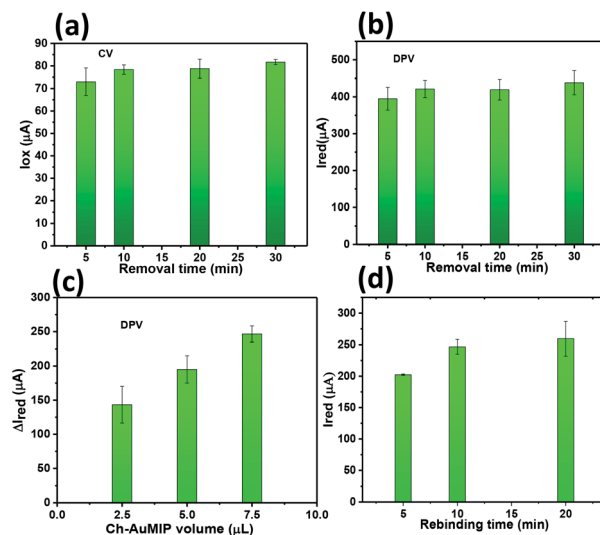 (a)
CV
90
80
70
60
50
40
30
20
10
0
Iox (μA)
5 10 15 20 25 30
Removal time (min)
(b)
DPV
500
400
300
200
100
0
Ired(μA)
5 10 15 20 25 30
Removal time (min)
(c)
DPV
300
250
200
150
100
50
0
ΔIred (μA)
0.0 2.5 5.0 7.5 10.0
Ch-AuMIP volume (μL)
(d)
300
250
200
150
100
50
0
Ired (μA)
5 10 15 20
Rebinding time (min)